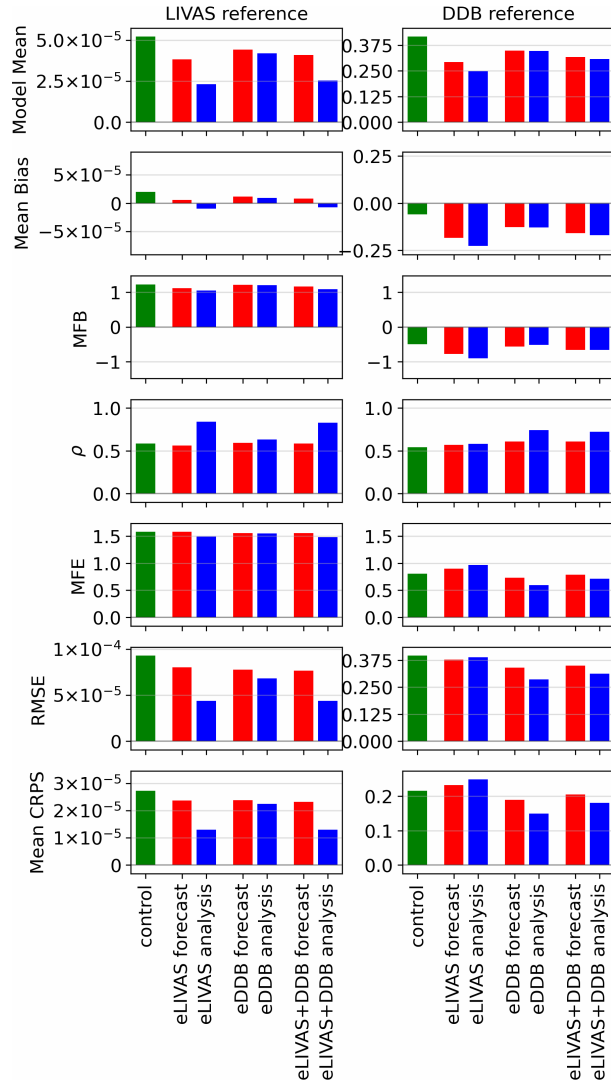 LIVAS reference
DDB reference
Model Mean
5.0×10⁻⁵
2.5×10⁻⁵
0.0
0.375
0.250
0.125
0.000
Mean Bias
5×10⁻⁵
0
−5×10⁻⁵
0.25
0.00
−0.25
MFB
1
0
−1
1
0
−1
ρ
1.0
0.5
0.0
1.0
0.5
0.0
MFE
1.5
1.0
0.5
0.0
1.5
1.0
0.5
0.0
RMSE
1×10⁻⁴
5×10⁻⁵
0
0.375
0.250
0.125
0.000
Mean CRPS
3×10⁻⁵
2×10⁻⁵
1×10⁻⁵
0
0.2
0.1
0.0
control
eLIVAS forecast
eLIVAS analysis
eDDB forecast
eDDB analysis
eLIVAS+DDB forecast
eLIVAS+DDB analysis
control
eLIVAS forecast
eLIVAS analysis
eDDB forecast
eDDB analysis
eLIVAS+DDB forecast
eLIVAS+DDB analysis